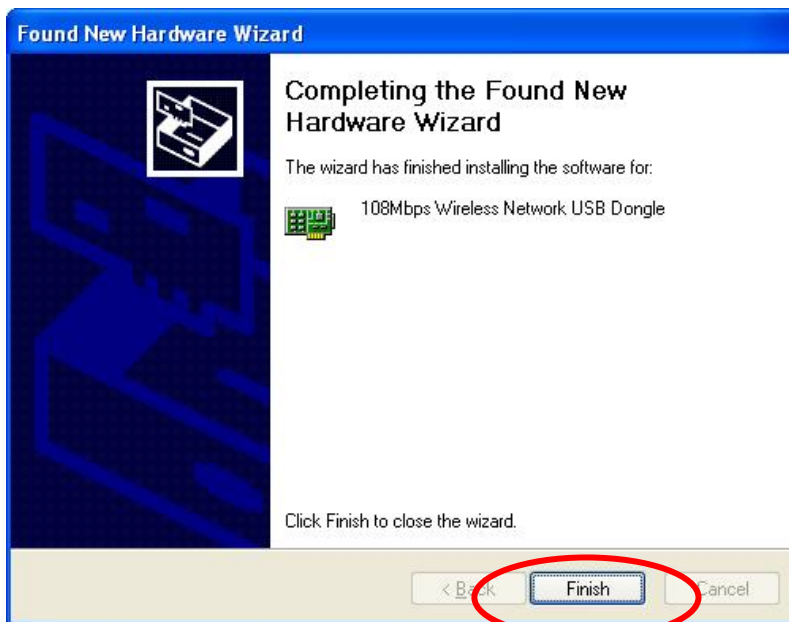 Found New Hardware Wizard
Completing the Found New
Hardware Wizard
The wizard has finished installing the software for:
108Mbps Wireless Network USB Dongle
Click Finish to close the wizard.
< Back
Finish
Cancel